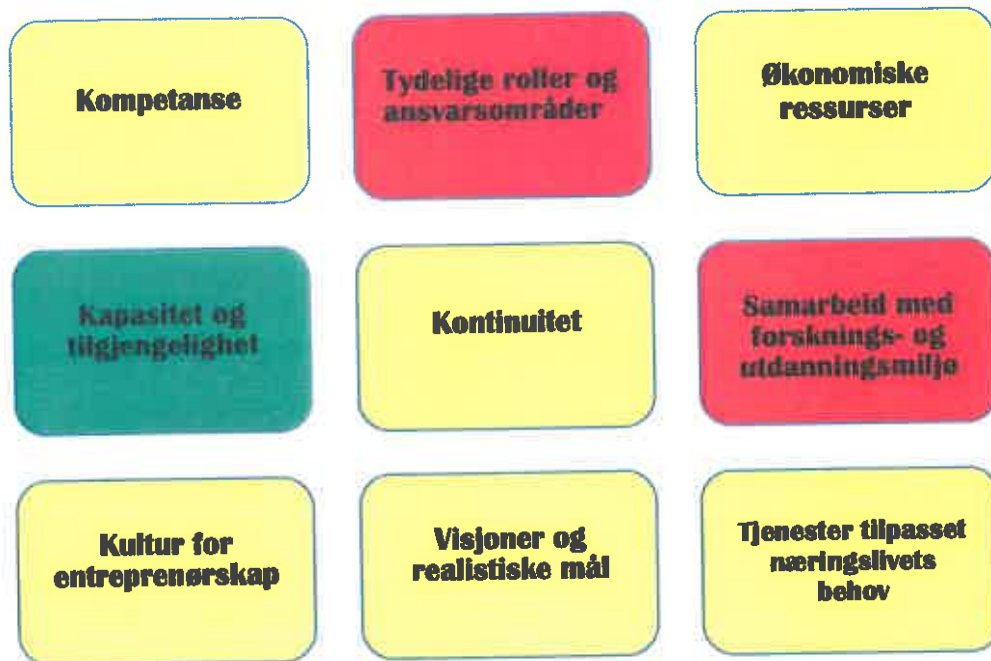 Kompetanse
Tydelige roller og
ansvarsområder
Økonomiske
ressurser
Kapasitet og
tilgjengelighet
Kontinuitet
Samarbeid med
forsknings- og
utdanningsmiljø
Kultur for
entreprenørskap
Visjoner og
realistiske mål
Tjenester tilpasset
næringslivets
behov